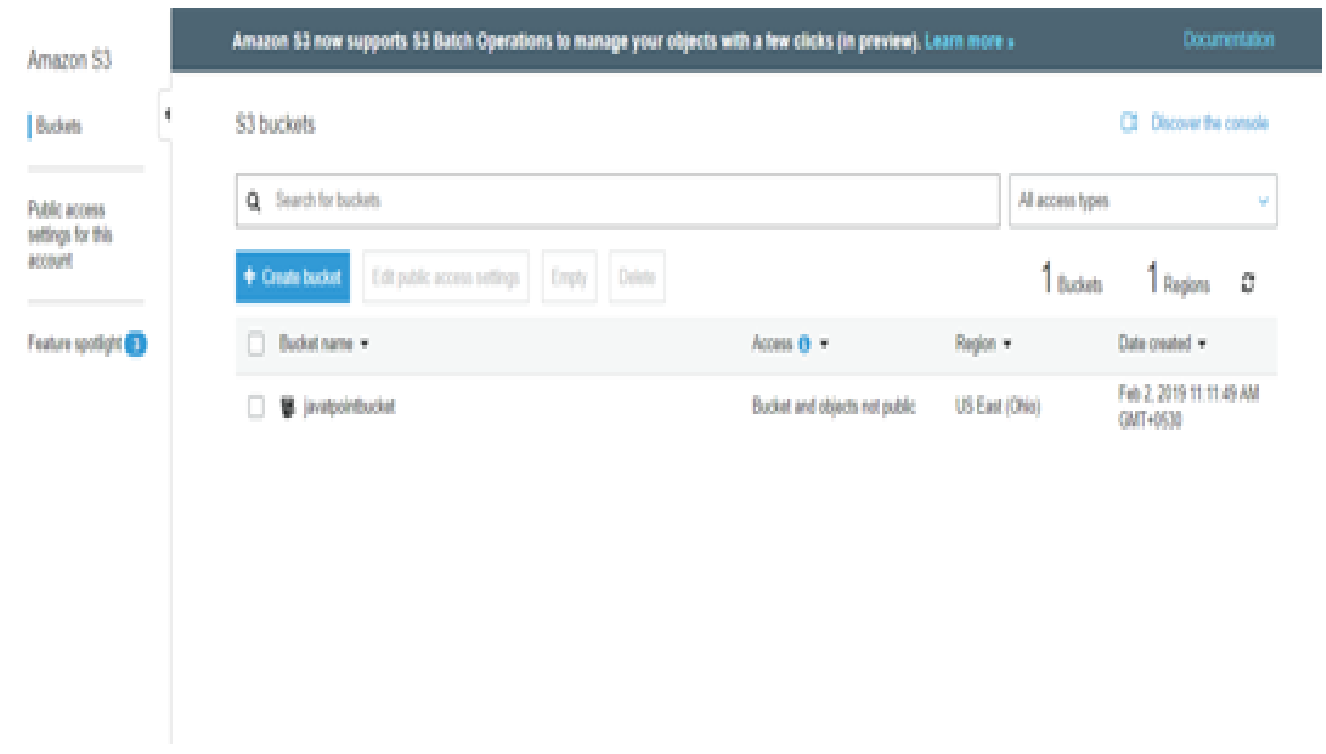 Amazon S3 now supports S3 Batch Operations to manage your objects with a few clicks (in preview). Learn more »
Documentation
Amazon S3
Buckets
Public access
settings for this
account
Feature spotlight 3
S3 buckets
Discover the console
Search for buckets
All access types
+ Create bucket
Edit public access settings
Empty
Delete
1 Buckets
1 Regions
Bucket name
Access
Region
Date created
javatpointbucket
Bucket and objects not public
US East (Ohio)
Feb 2, 2019 11:11:49 AM
GMT+0530